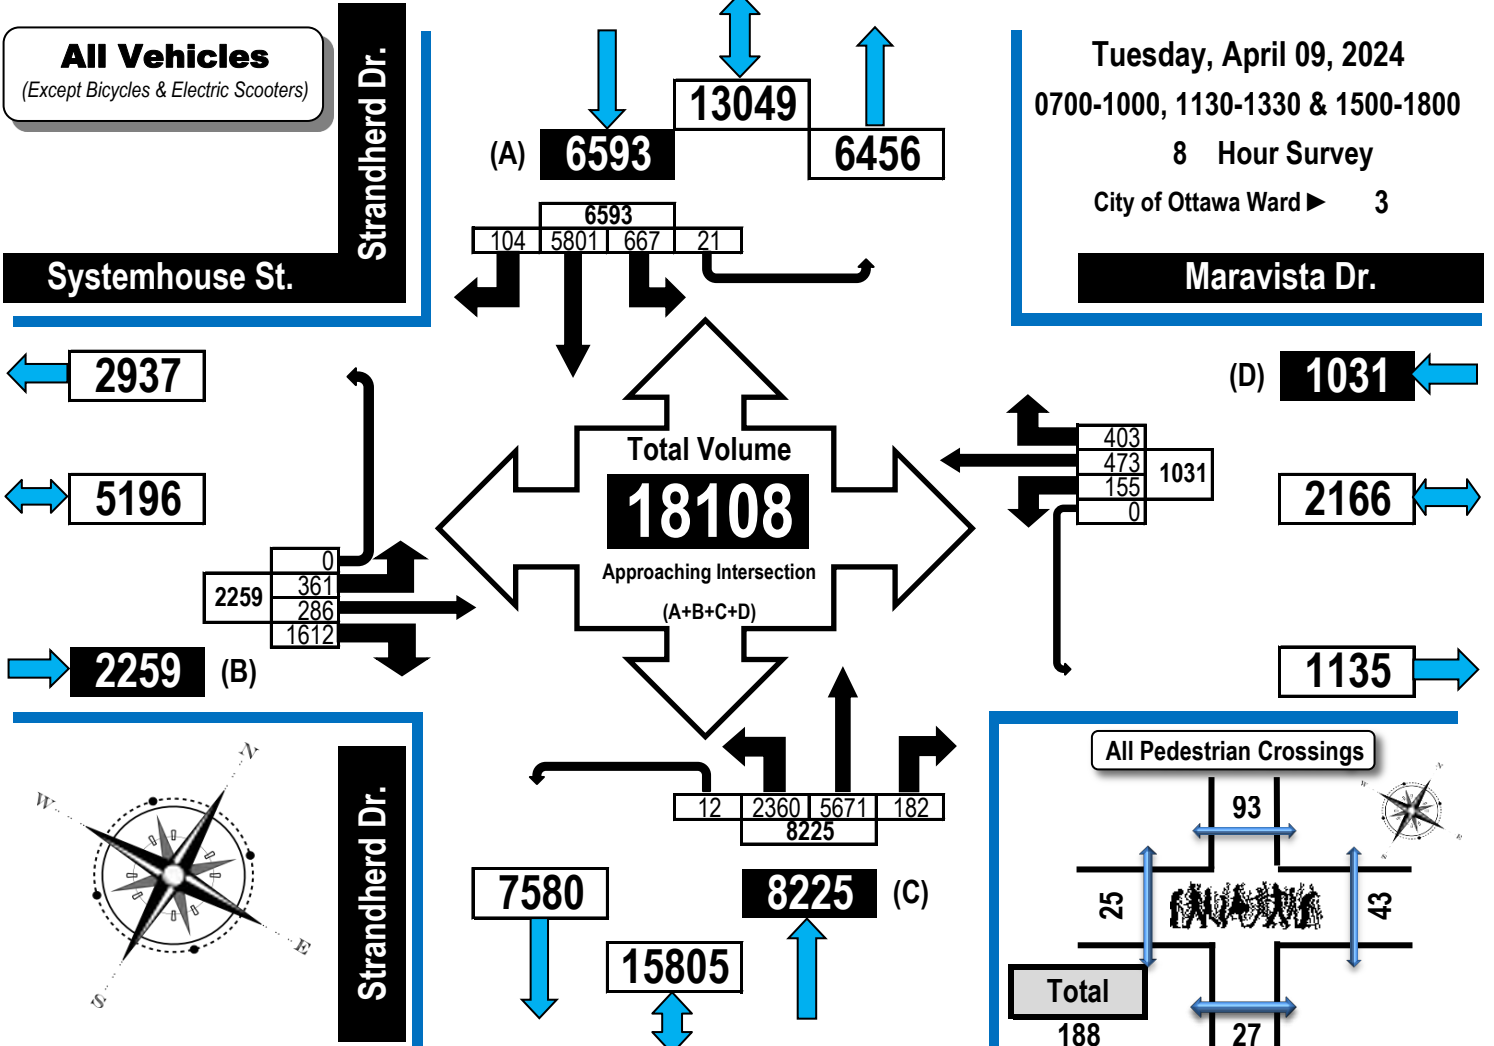 All Vehicles
(Except Bicycles & Electric Scooters)
Strandherd Dr.
Systemhouse St.
13049
(A) 6593
6456
6593
104 5801 667 21
Tuesday, April 09, 2024
0700-1000, 1130-1330 & 1500-1800
8 Hour Survey
City of Ottawa Ward ► 3
Maravista Dr.
2937
5196
0
361
286
1612
2259
2259 (B)
Total Volume
18108
Approaching Intersection
(A+B+C+D)
(D) 1031
403
473
155
0
1031
2166
1135
12 2360 5671 182
8225
7580
8225 (C)
15805
Strandherd Dr.
N
W
E
S
All Pedestrian Crossings
93
25
43
N
W
E
S
Total
188
27